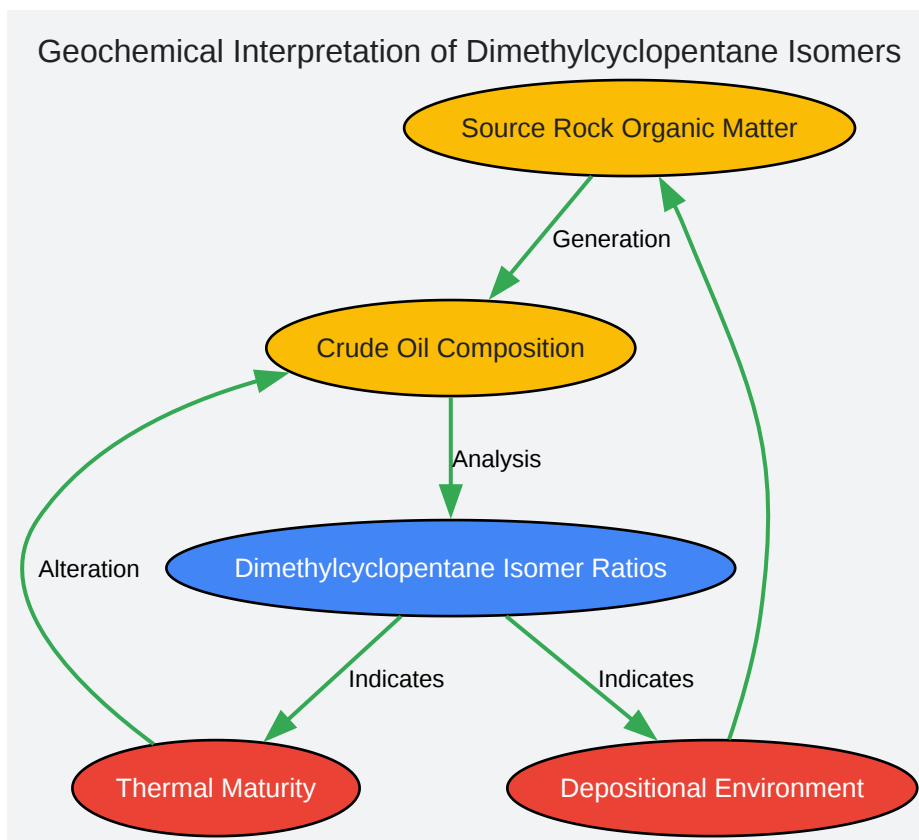 Geochemical Interpretation of Dimethylcyclopentane Isomers
Source Rock Organic Matter
Generation
Crude Oil Composition
Analysis
Dimethylcyclopentane Isomer Ratios
Alteration
Indicates
Indicates
Thermal Maturity
Depositional Environment